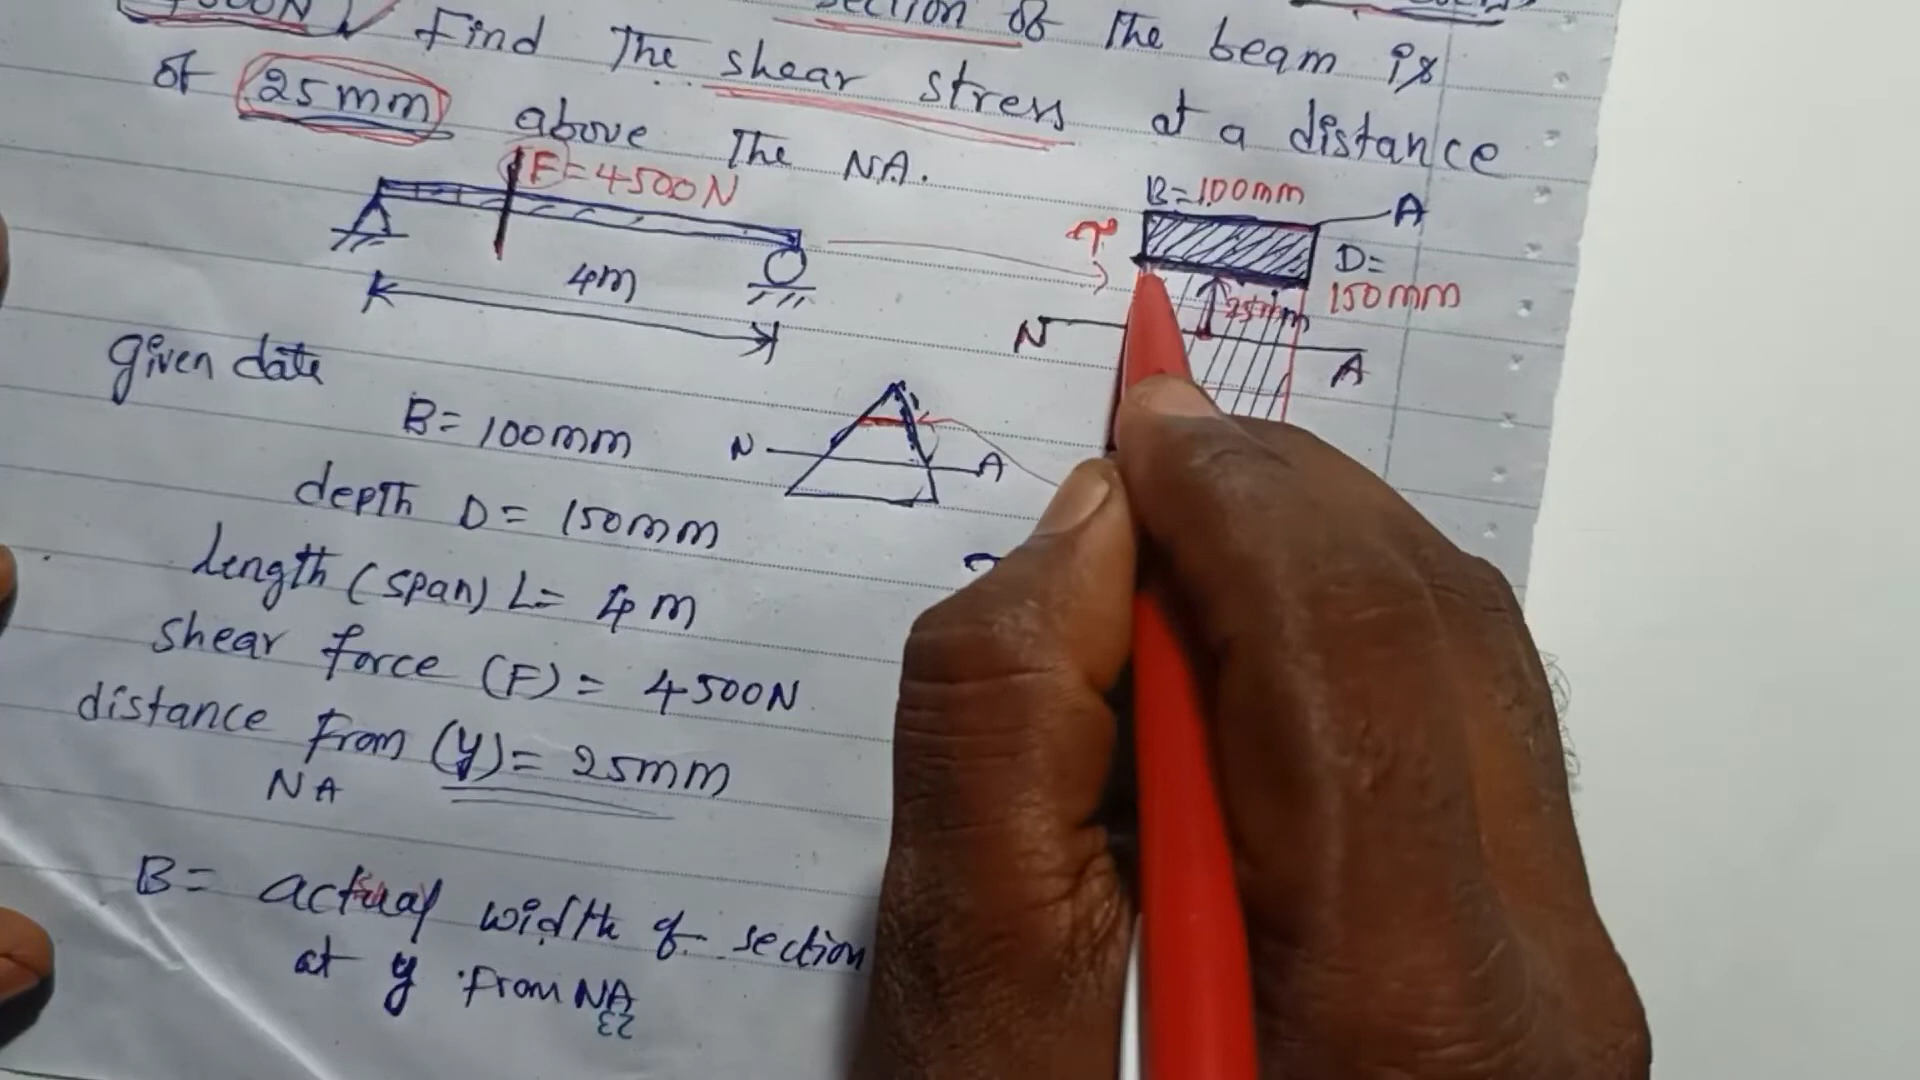 section of the beam is
Find The shear stress at a distance
of 25mm above The NA.
F=4500N
B=100mm
A
τ
D=
150mm
4m
25mm
N
A
given date
B= 100mm
N
A
depth D= 150mm
Length (span) L= 4m
shear force (F)= 4500N
distance from (y)= 25mm
NA
B= actual width of section
at y from NA
23